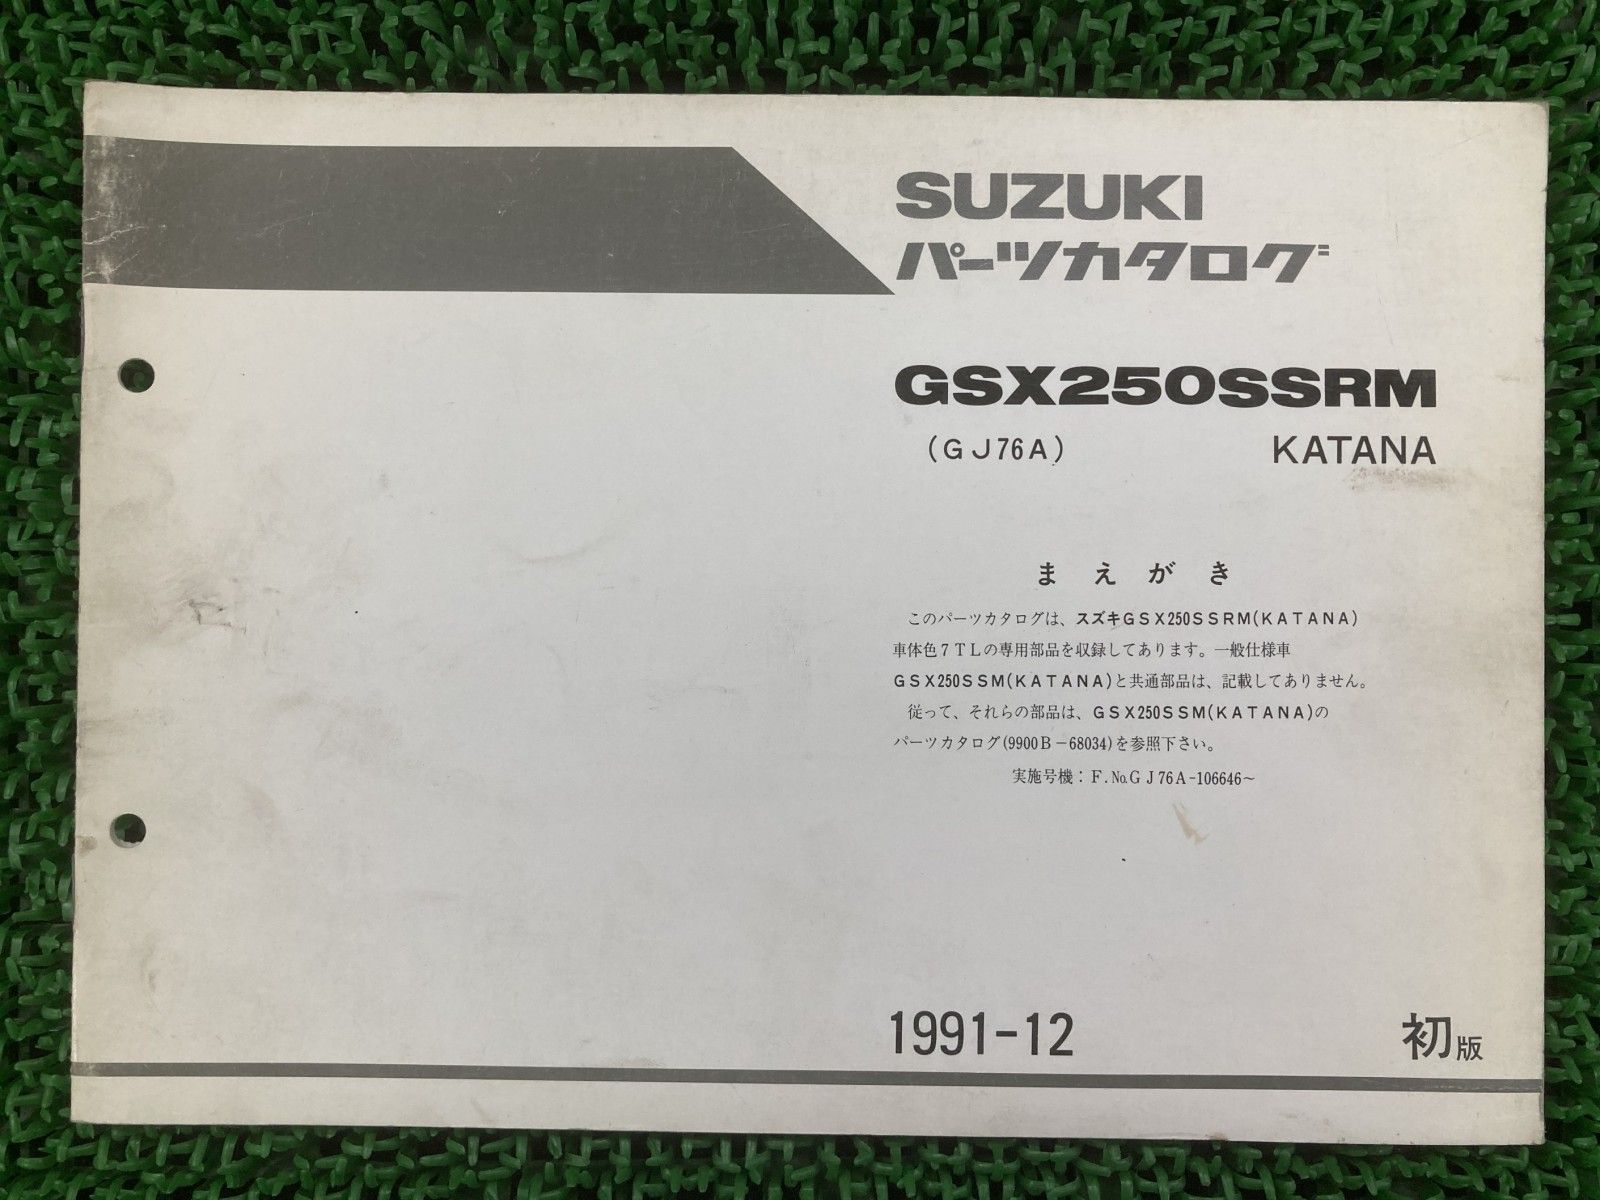 SUZUKI
パーツカタログ
GSX250SSRM
(GJ76A) KATANA
まえがき
このパーツカタログは、スズキGSX250SSRM(KATANA)
車体色7TLの専用部品を収録してあります。一般仕様車
GSX250SSM(KATANA)と共通部品は、記載してありません。
従って、それらの部品は、GSX250SSM(KATANA)の
パーツカタログ(9900B-68034)を参照下さい。
実施号機：F.No.GJ76A-106646～
1991-12 初版